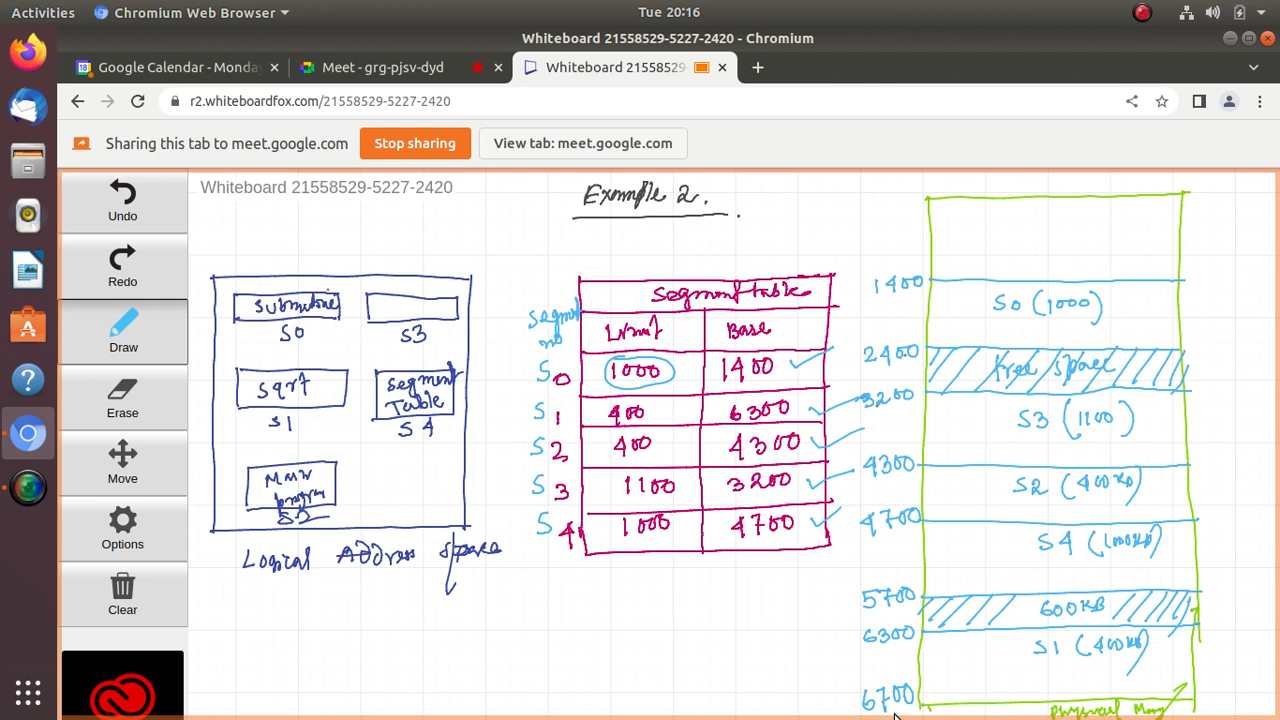 Activities Chromium Web Browser Tue 20:16
Whiteboard 21558529-5227-2420 - Chromium
Google Calendar - Monda
Meet - grg-pjsv-dyd
Whiteboard 21558529-
r2.whiteboardfox.com/21558529-5227-2420
Sharing this tab to meet.google.com
Stop sharing
View tab: meet.google.com
Whiteboard 21558529-5227-2420
Undo
Redo
Draw
Erase
Move
Options
Clear
Example 2.
Subroutine
S0
S3
Sqrt
S1
Segment
Table
S4
Main
program
S2
Logical Address Space
Segment table
Segment
no
Limit Base
S0 1000 1400
S1 400 6300
S2 400 4300
S3 1100 3200
S4 1000 4700
1400
S0 (1000)
2400
Free space
3200
S3 (1100)
4300
S2 (400KB)
4700
S4 (1000KB)
5700
600KB
6300
S1 (400KB)
6700
Physical